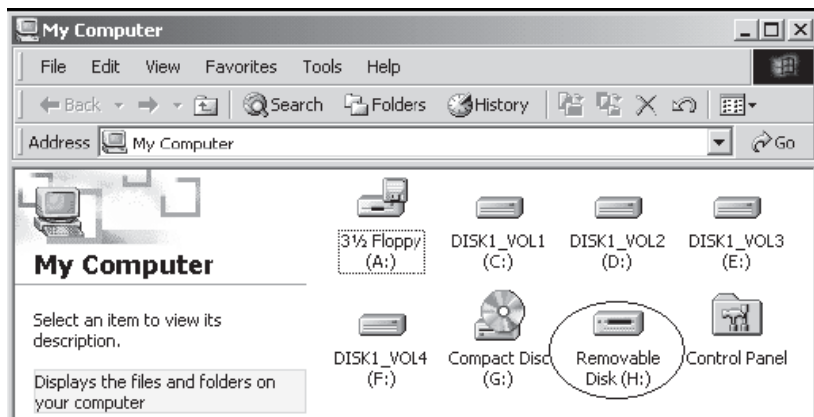 My Computer
File Edit View Favorites Tools Help
Back Search Folders History
Address My Computer Go
My Computer
Select an item to view its
description.
Displays the files and folders on
your computer
3½ Floppy
(A:)
DISK1_VOL1
(C:)
DISK1_VOL2
(D:)
DISK1_VOL3
(E:)
DISK1_VOL4
(F:)
Compact Disc
(G:)
Removable
Disk (H:)
Control Panel